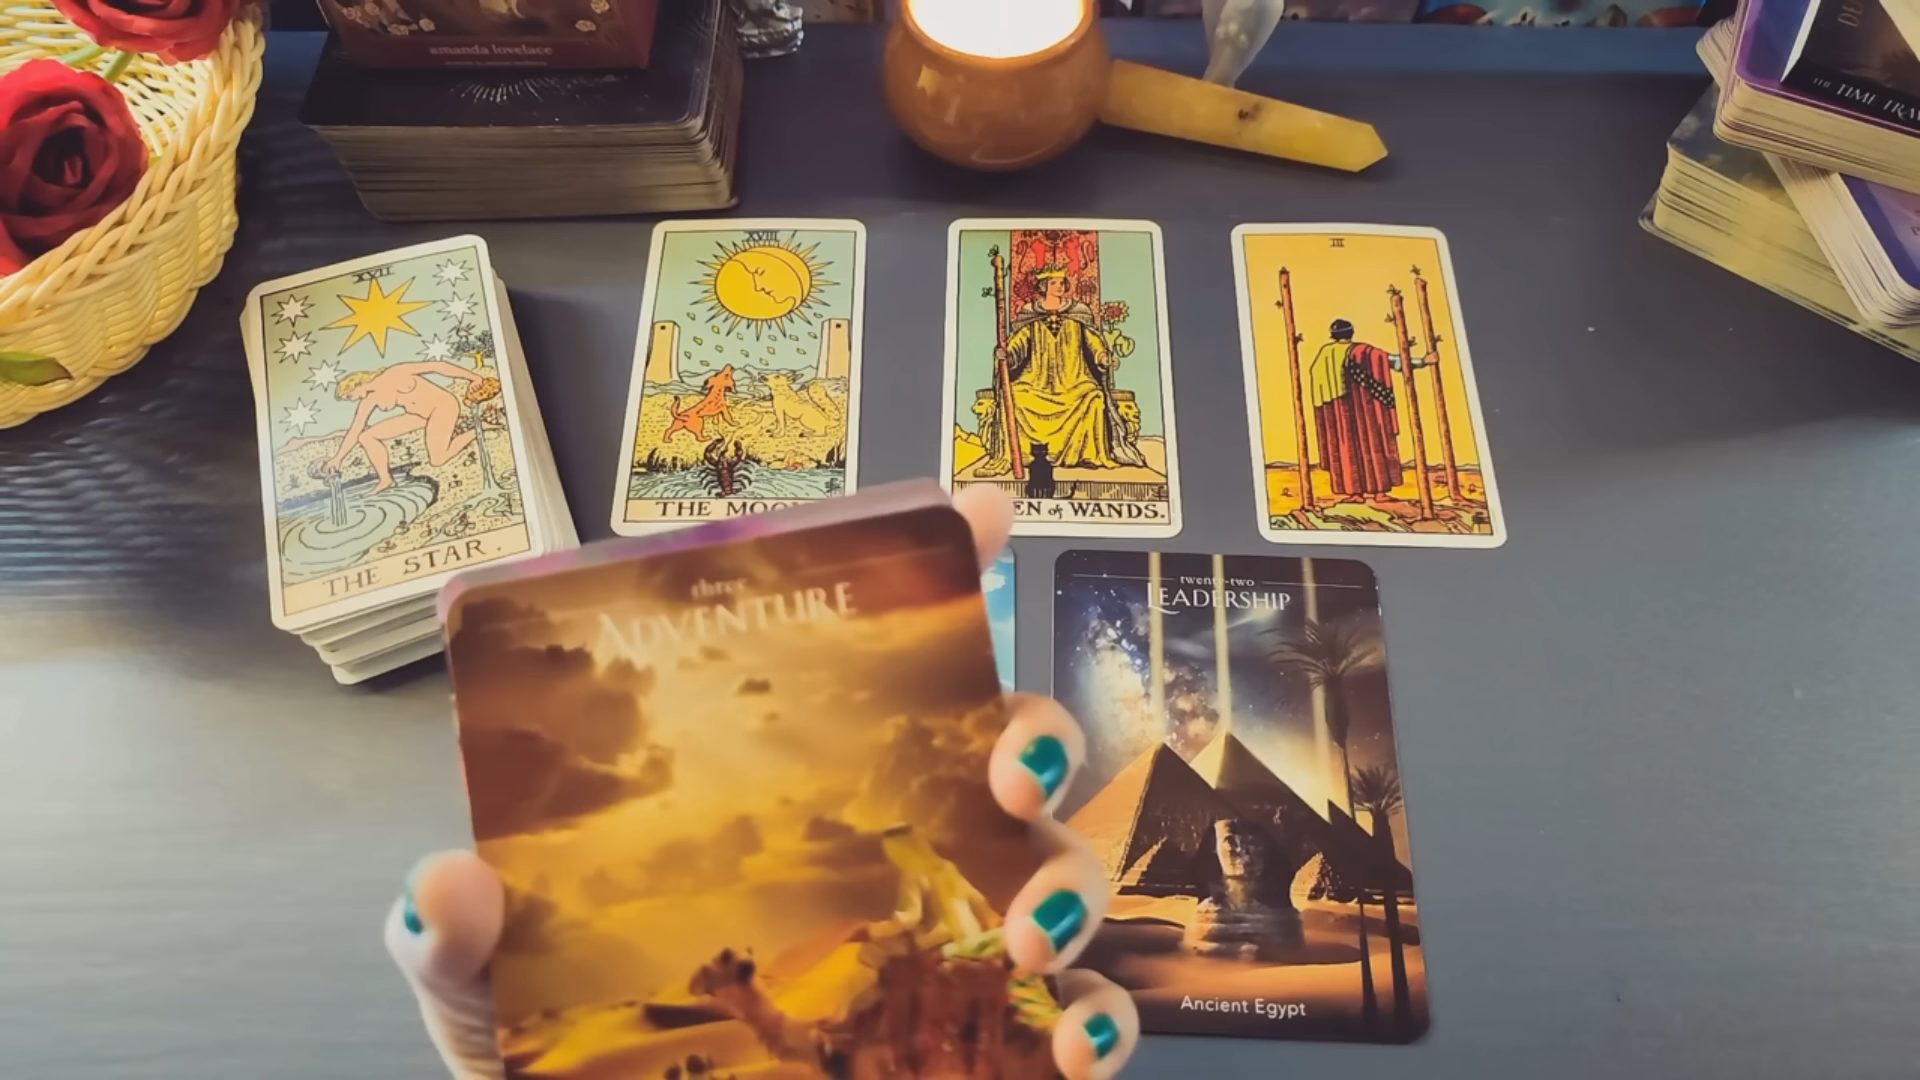 amanda lovelace
THE TIME TRAV
XVII
THE STAR.
XVIII
THE MOO
EN of WANDS.
III
three
ADVENTURE
twenty-two
LEADERSHIP
Ancient Egypt